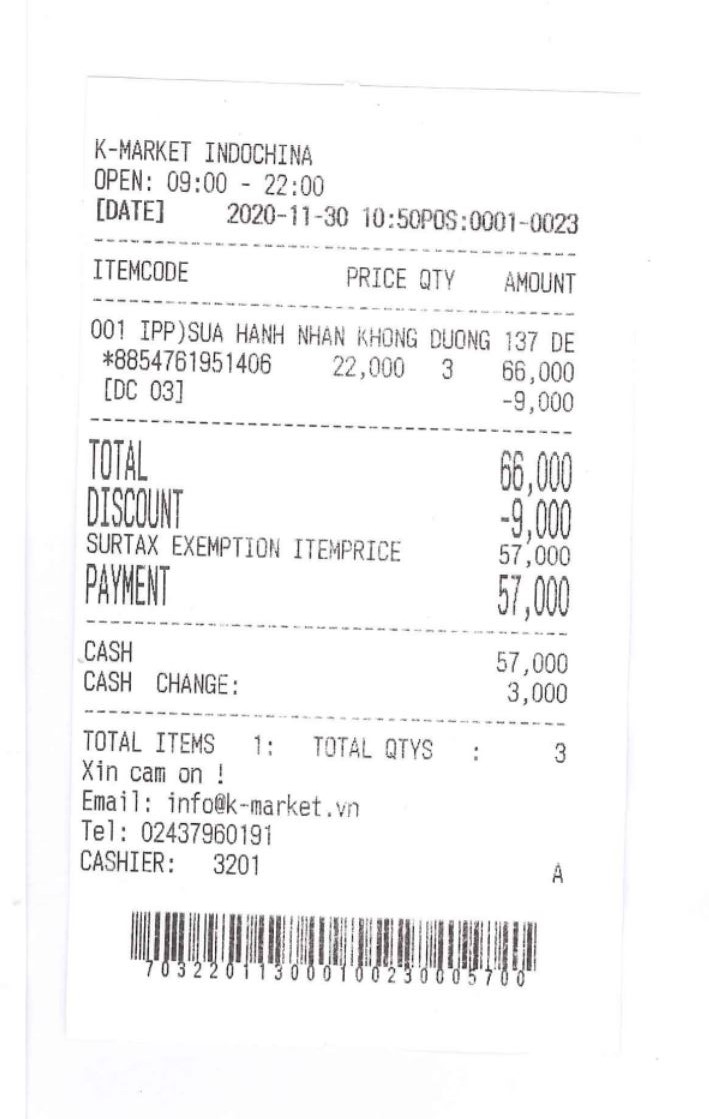 K-MARKET INDOCHINA
OPEN: 09:00 - 22:00
[DATE] 2020-11-30 10:50POS:0001-0023
ITEMCODE PRICE QTY AMOUNT
001 IPP)SUA HANH NHAN KHONG DUONG 137 DE
*8854761951406 22,000 3 66,000
[DC 03] -9,000
TOTAL 66,000
DISCOUNT -9,000
SURTAX EXEMPTION ITEMPRICE 57,000
PAYMENT 57,000
CASH 57,000
CASH CHANGE: 3,000
TOTAL ITEMS 1: TOTAL QTYS : 3
Xin cam on !
Email: info@k-market.vn
Tel: 02437960191
CASHIER: 3201
A
703220113000100230005700